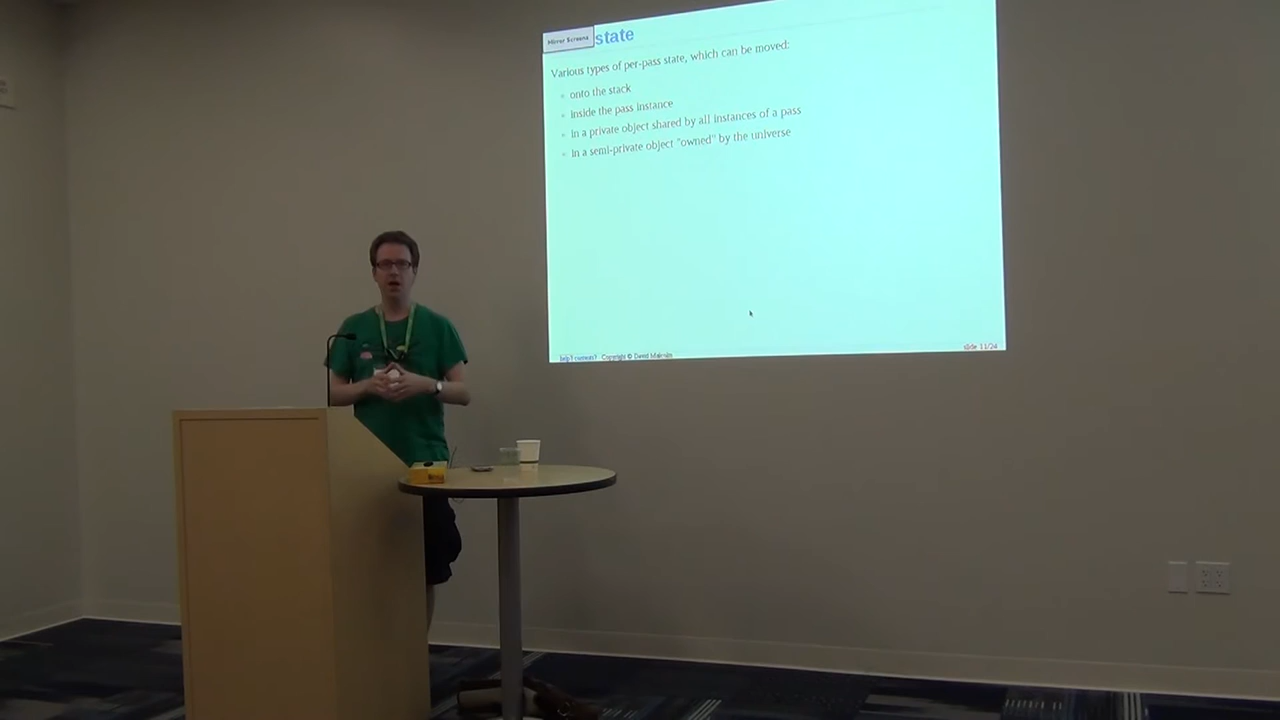 Mirror Screens
state
Various types of per-pass state, which can be moved:
onto the stack
inside the pass instance
in a private object shared by all instances of a pass
in a semi-private object "owned" by the universe
Copyright © David Malcolm
slide 11/24